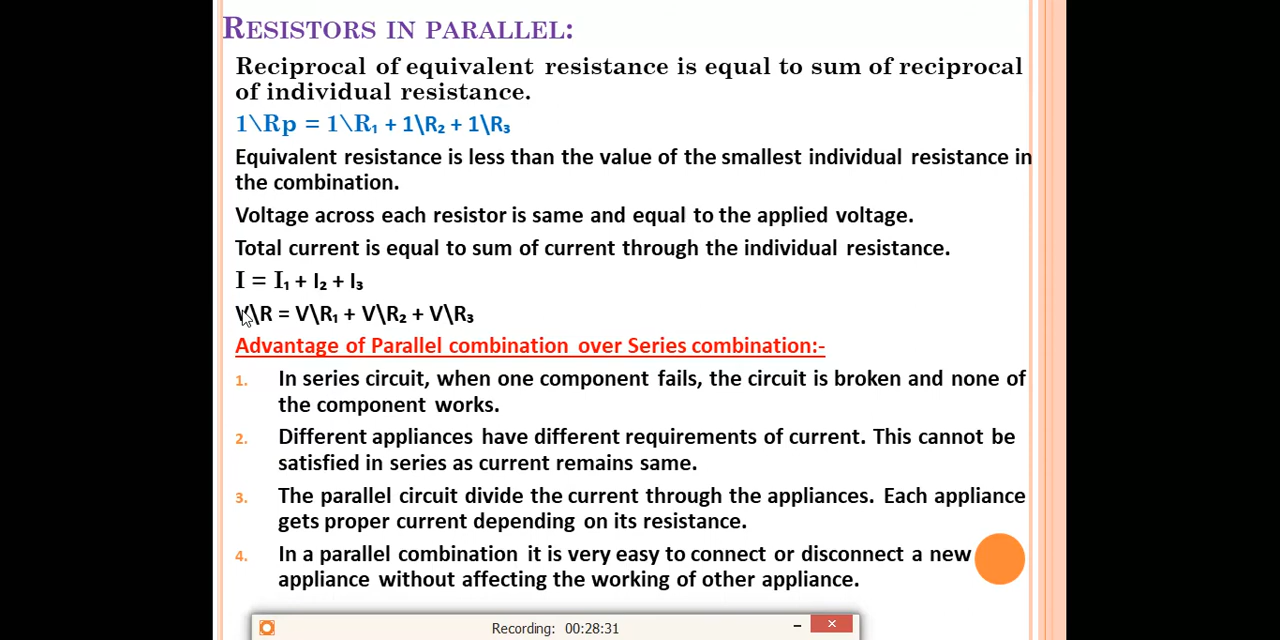 RESISTORS IN PARALLEL:
Reciprocal of equivalent resistance is equal to sum of reciprocal
of individual resistance.
1\Rp = 1\R₁ + 1\R₂ + 1\R₃
Equivalent resistance is less than the value of the smallest individual resistance in
the combination.
Voltage across each resistor is same and equal to the applied voltage.
Total current is equal to sum of current through the individual resistance.
I = I₁ + I₂ + I₃
V\R = V\R₁ + V\R₂ + V\R₃
Advantage of Parallel combination over Series combination:-
1. In series circuit, when one component fails, the circuit is broken and none of
the component works.
2. Different appliances have different requirements of current. This cannot be
satisfied in series as current remains same.
3. The parallel circuit divide the current through the appliances. Each appliance
gets proper current depending on its resistance.
4. In a parallel combination it is very easy to connect or disconnect a new
appliance without affecting the working of other appliance.
Recording: 00:28:31